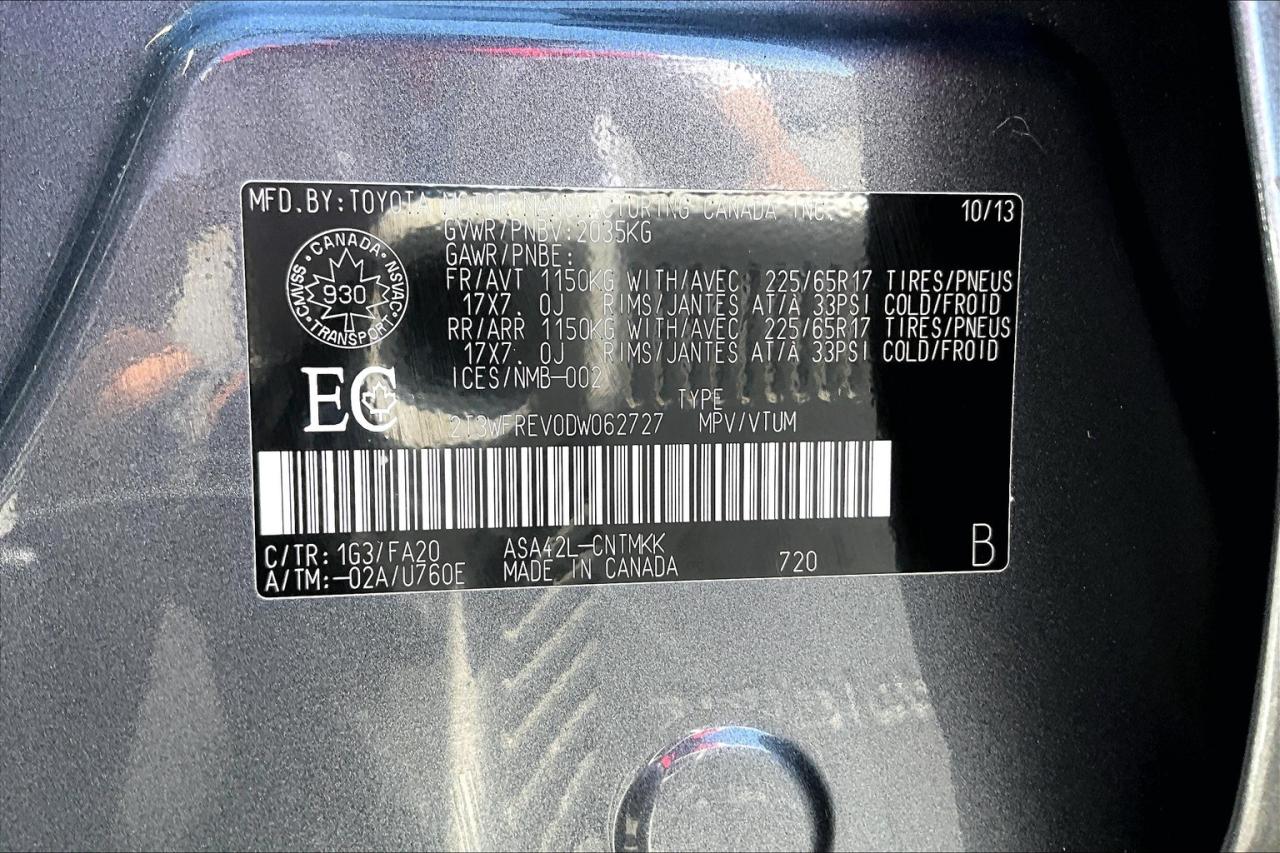 MFD.BY:TOYOTA MOTOR MANUFACTURING CANADA INC. 10/13
GVWR/PNBV:2035KG
GAWR/PNBE:
FR/AVT 1150KG WITH/AVEC 225/65R17 TIRES/PNEUS
17X7. 0J RIMS/JANTES AT/À 33PSI COLD/FROID
RR/ARR 1150KG WITH/AVEC 225/65R17 TIRES/PNEUS
17X7. 0J RIMS/JANTES AT/À 33PSI COLD/FROID
ICES/NMB-002
CANADA
CMVSS 930 NSVAC
TRANSPORT
EC
TYPE
2T3WFREV0DW062727 MPV/VTUM
C/TR: 1G3/FA20 ASA42L-CNTMKK
A/TM:-02A/U760E MADE IN CANADA 720
B